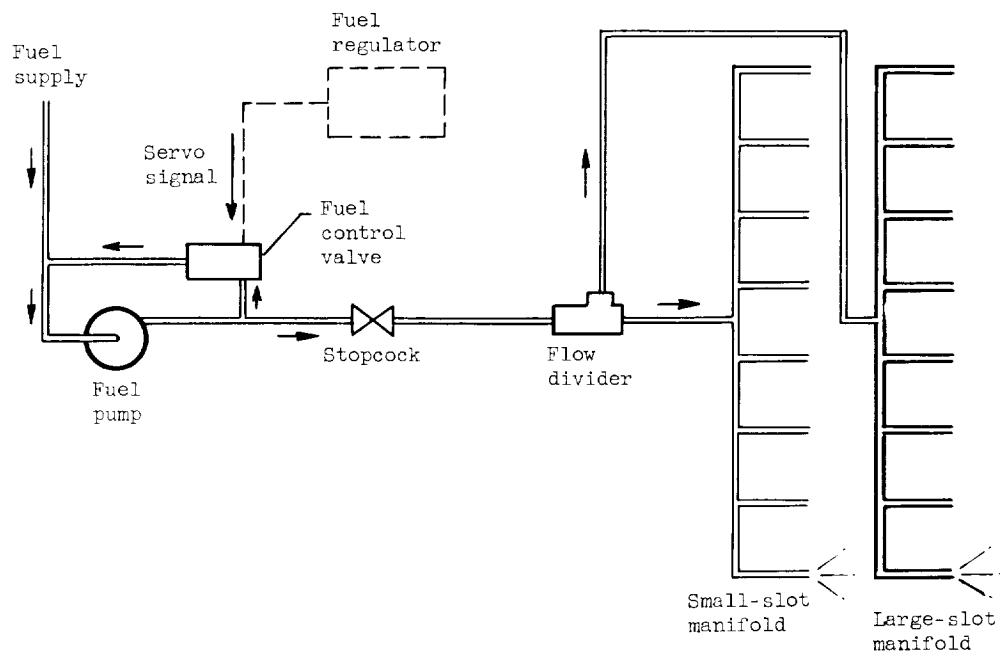 Fuel
regulator
Fuel
supply
Servo
signal
Fuel
control
valve
Stopcock
Flow
divider
Fuel
pump
Small-slot
manifold
Large-slot
manifold